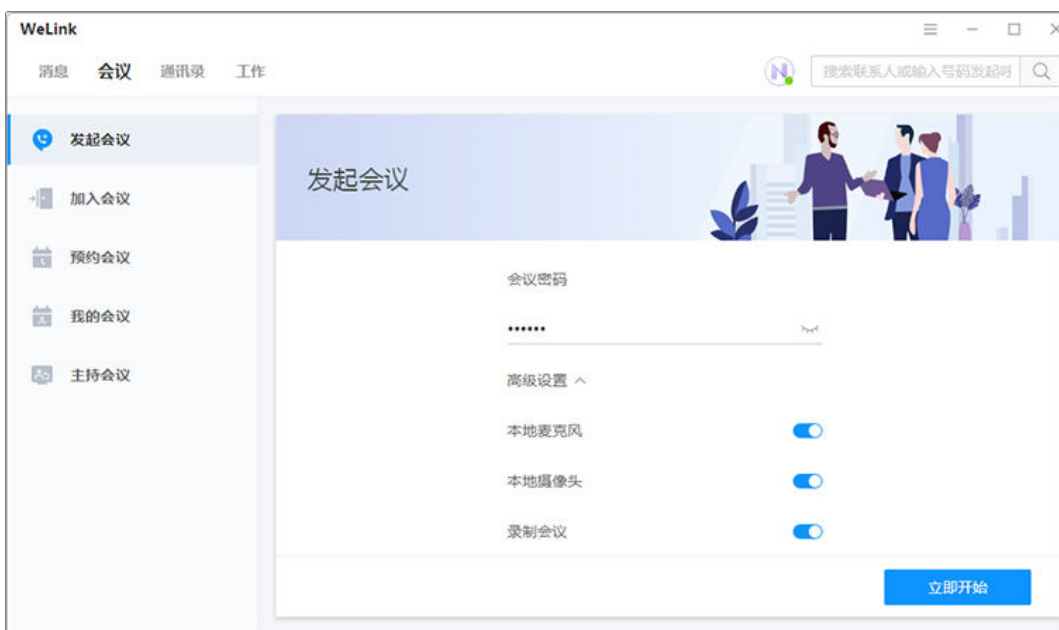 WeLink
消息 会议 通讯录 工作
搜索联系人或输入号码发起呼
发起会议
加入会议
预约会议
我的会议
主持会议
发起会议
会议密码
••••••
高级设置
本地麦克风
本地摄像头
录制会议
立即开始